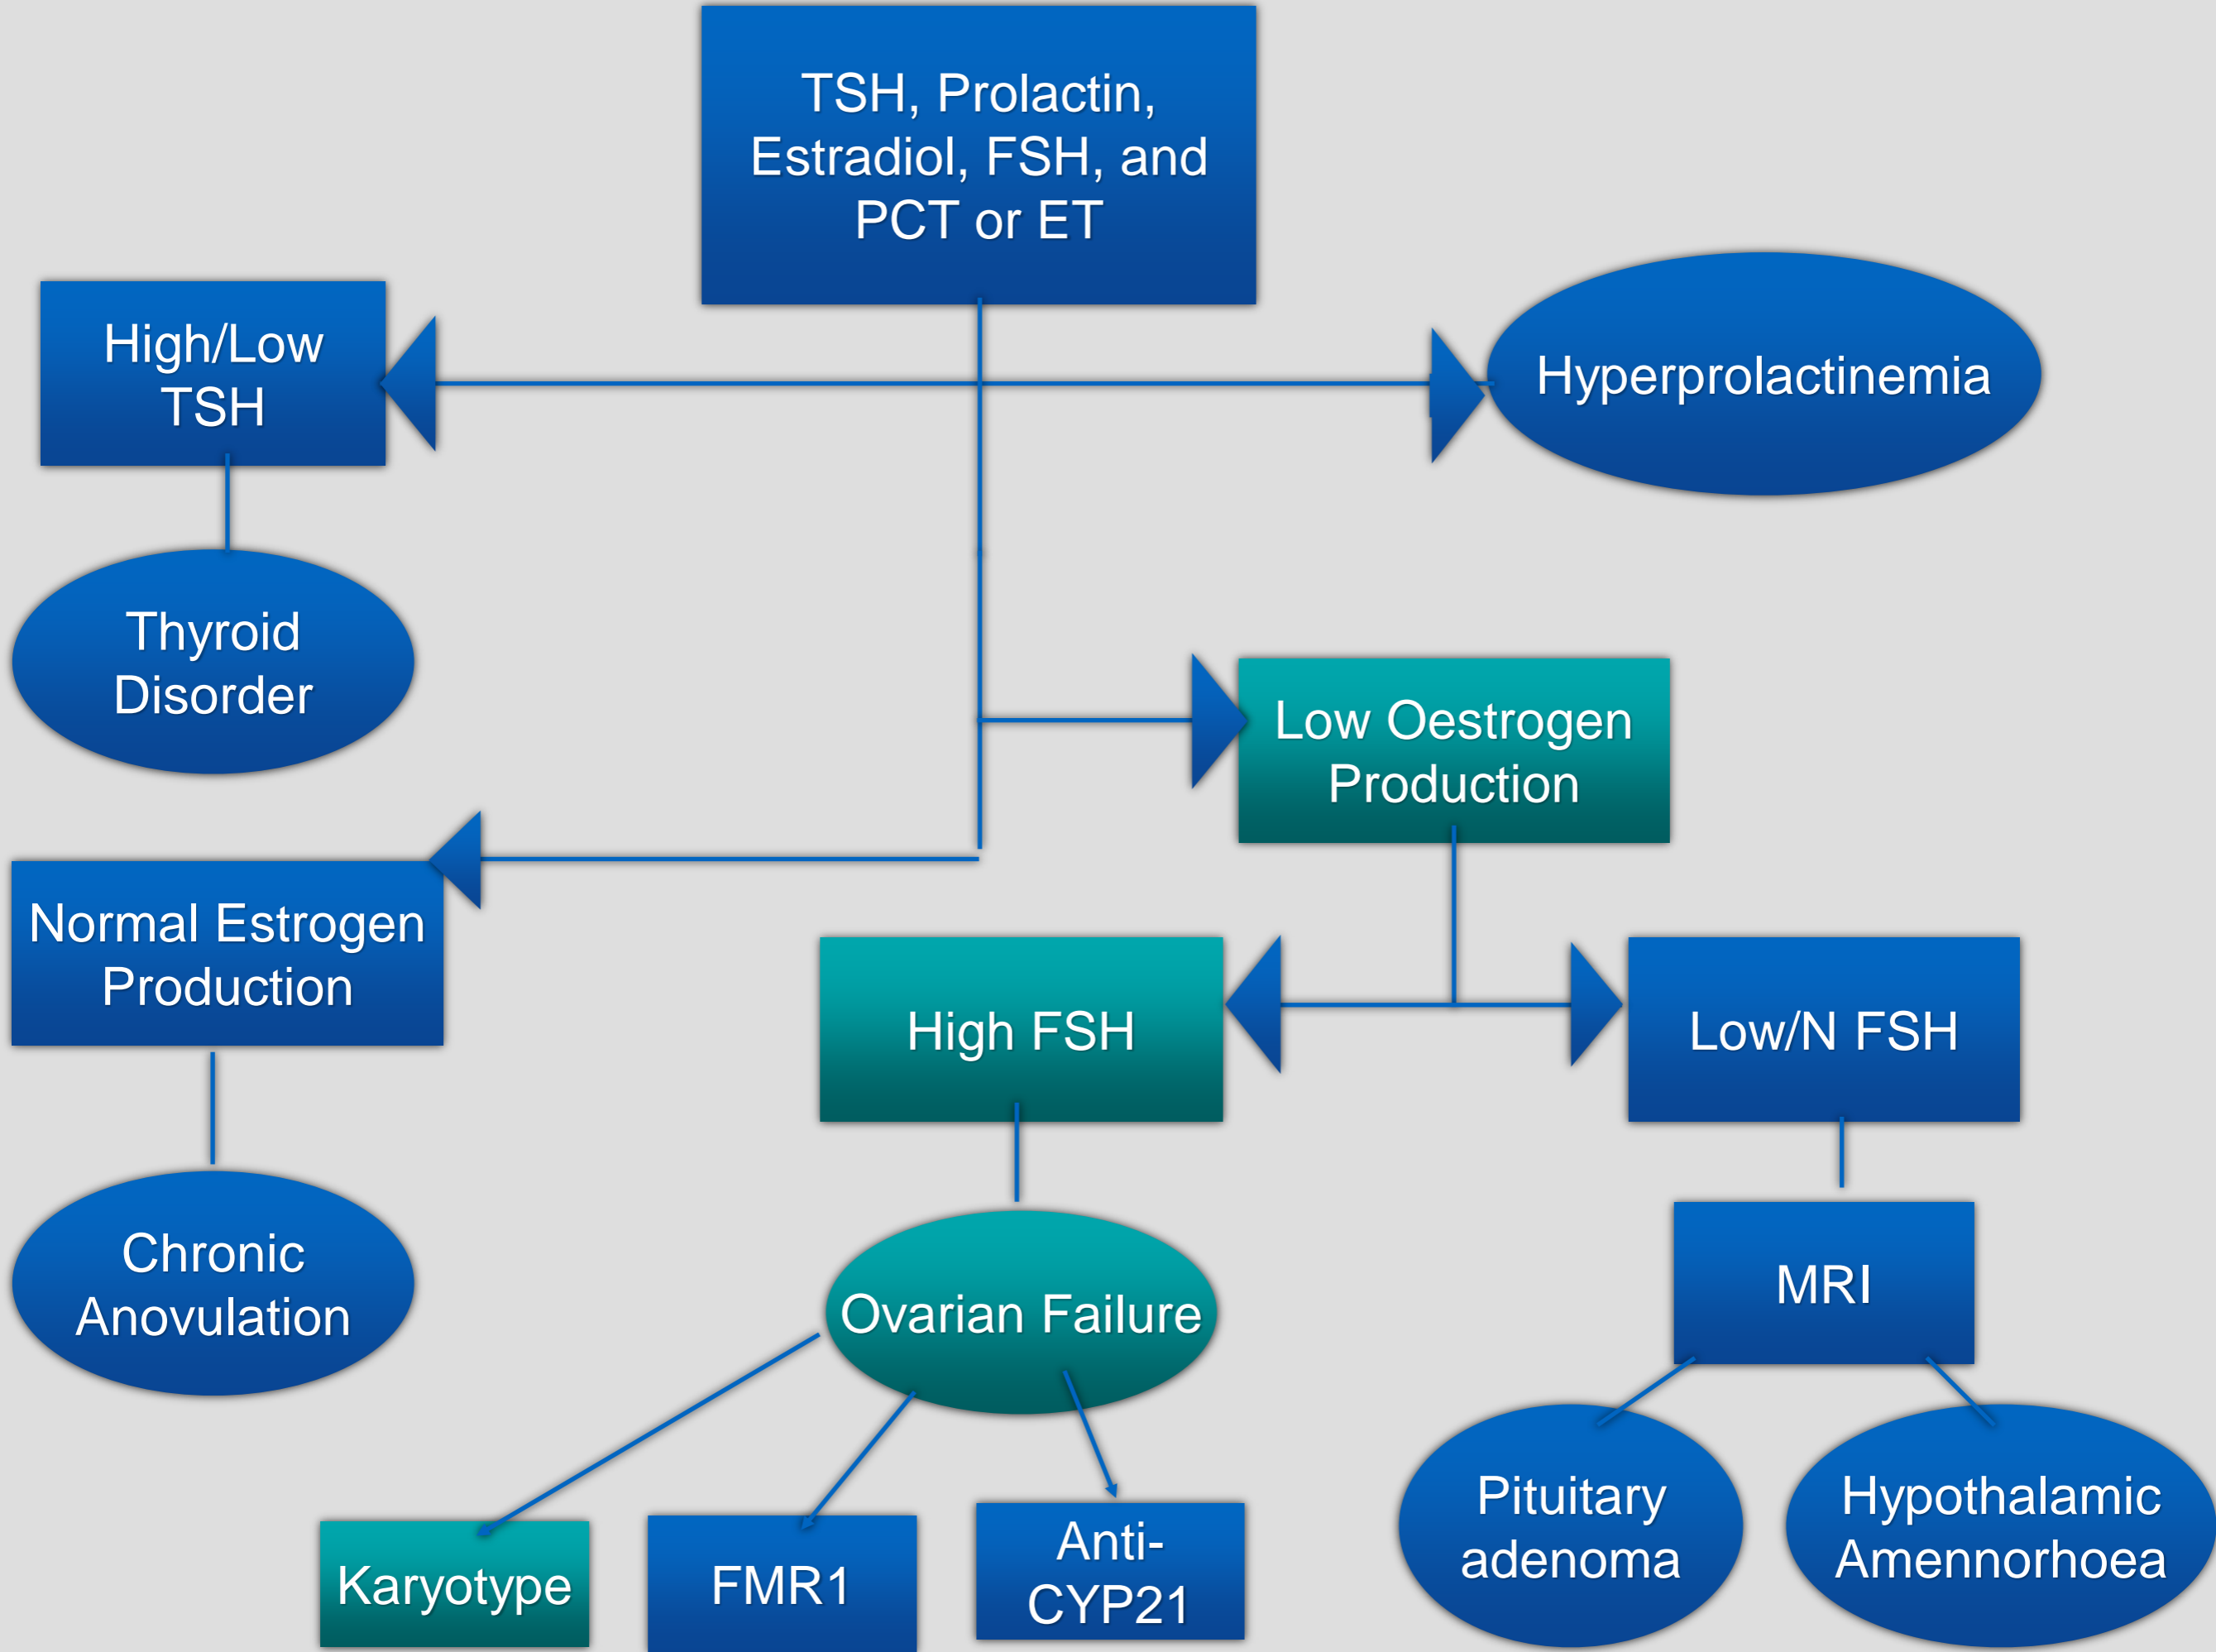 TSH, Prolactin,
Estradiol, FSH, and
PCT or ET
High/Low
TSH
Hyperprolactinemia
Thyroid
Disorder
Low Oestrogen
Production
Normal Estrogen
Production
High FSH
Low/N FSH
Chronic
Anovulation
Ovarian Failure
MRI
Karyotype
FMR1
Anti-
CYP21
Pituitary
adenoma
Hypothalamic
Amennorhoea